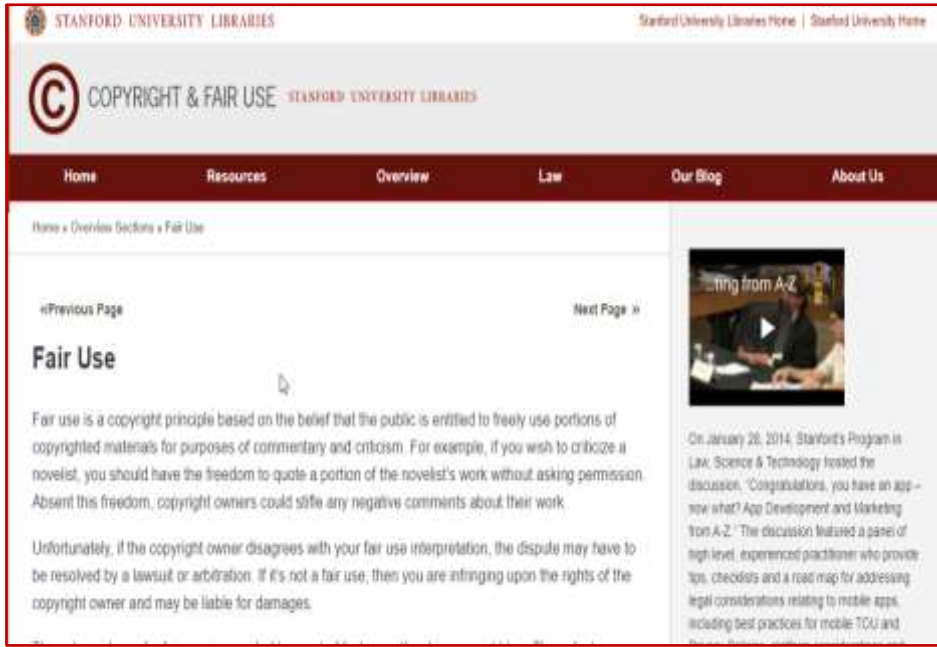 STANFORD UNIVERSITY LIBRARIES
Stanford University Libraries Home | Stanford University Home
© COPYRIGHT & FAIR USE STANFORD UNIVERSITY LIBRARIES
Home Resources Overview Law Our Blog About Us
Home » Overview Sections » Fair Use
«Previous Page
Next Page »
Fair Use
Fair use is a copyright principle based on the belief that the public is entitled to freely use portions of
copyrighted materials for purposes of commentary and criticism. For example, if you wish to criticize a
novelist, you should have the freedom to quote a portion of the novelist's work without asking permission.
Absent this freedom, copyright owners could stifle any negative comments about their work.
Unfortunately, if the copyright owner disagrees with your fair use interpretation, the dispute may have to
be resolved by a lawsuit or arbitration. If it's not a fair use, then you are infringing upon the rights of the
copyright owner and may be liable for damages.
...ting from A-Z
On January 28, 2014, Stanford's Program in
Law, Science & Technology hosted the
discussion, "Congratulations, you have an app –
now what? App Development and Marketing
from A-Z." The discussion featured a panel of
high level, experienced practitioner who provide
tips, checklists and a road map for addressing
legal considerations relating to mobile apps,
including best practices for mobile TOU and